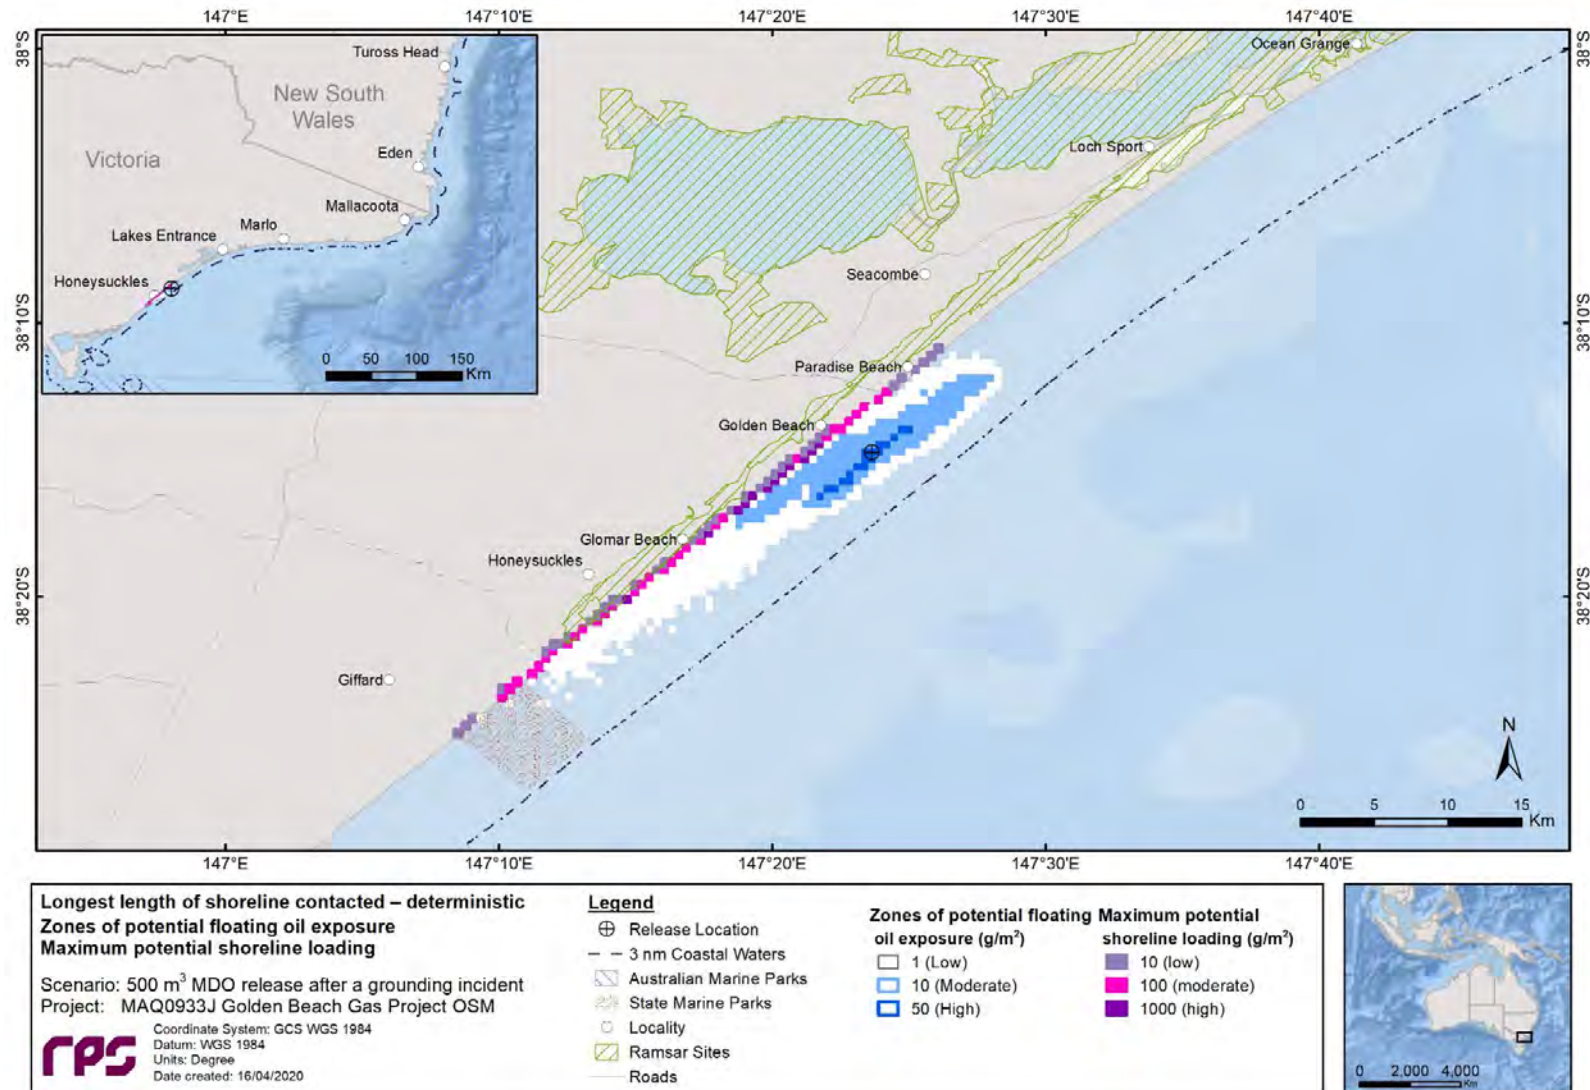 147°E
147°10'E
147°20'E
147°30'E
147°40'E
38°S
38°S
Tuross Head
New South
Wales
Victoria
Eden
Mallacoota
Marlo
Lakes Entrance
Honeysuckles
0 50 100 150
Km
Ocean Grange
Loch Sport
Seacombe
38°10'S
38°10'S
Paradise Beach
Golden Beach
Glomar Beach
Honeysuckles
38°20'S
38°20'S
Giffard
N
0 5 10 15
Km
147°E
147°10'E
147°20'E
147°30'E
147°40'E
Longest length of shoreline contacted – deterministic
Zones of potential floating oil exposure
Maximum potential shoreline loading
Scenario: 500 m³ MDO release after a grounding incident
Project: MAQ0933J Golden Beach Gas Project OSM
rps
Coordinate System: GCS WGS 1984
Datum: WGS 1984
Units: Degree
Date created: 16/04/2020
Legend
Release Location
3 nm Coastal Waters
Australian Marine Parks
State Marine Parks
Locality
Ramsar Sites
Roads
Zones of potential floating
oil exposure (g/m²)
1 (Low)
10 (Moderate)
50 (High)
Maximum potential
shoreline loading (g/m²)
10 (low)
100 (moderate)
1000 (high)
0 2,000 4,000
Km